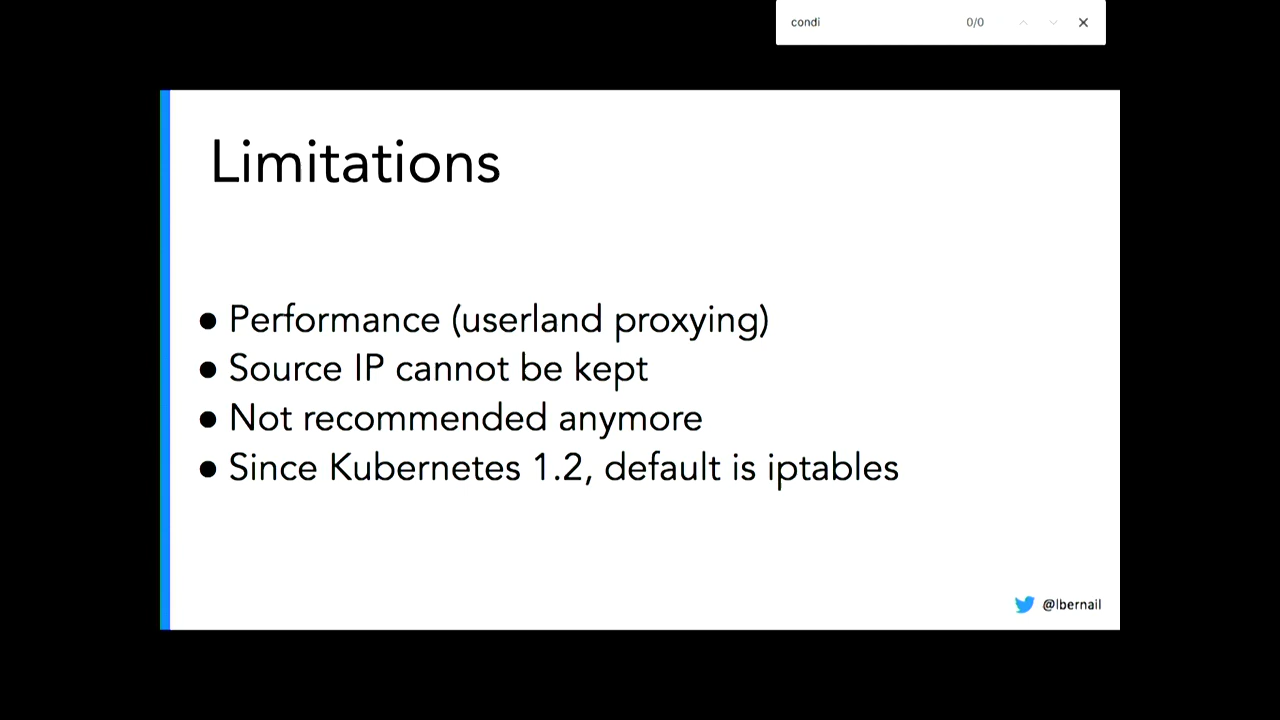 condi 0/0
Limitations
● Performance (userland proxying)
● Source IP cannot be kept
● Not recommended anymore
● Since Kubernetes 1.2, default is iptables
@lbernail